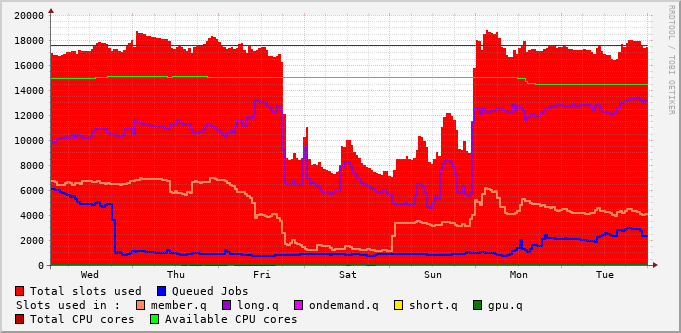 20000
18000
16000
14000
12000
10000
8000
6000
4000
2000
0
Wed Thu Fri Sat Sun Mon Tue
Total slots used Queued Jobs
Slots used in : member.q long.q ondemand.q short.q gpu.q
Total CPU cores Available CPU cores
RRDTOOL / TOBI OETIKER